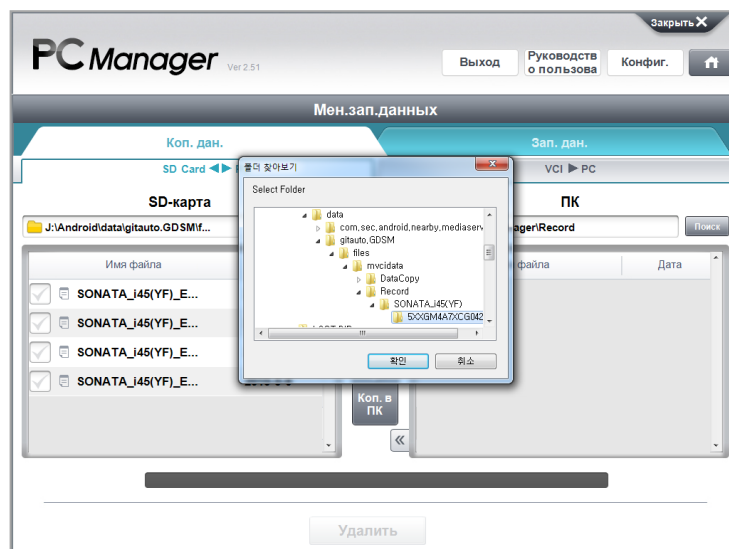 Закрыть X
PC Manager Ver 2.51
Выход
Руководств
о пользова
Конфиг.
Мен.зап.данных
Коп. дан.
Зап. дан.
SD Card
VCI ▶ PC
SD-карта
ПК
J:\Android\data\gitauto.GDSM\f...
ager\Record
Поиск
Имя файла
файла
Дата
SONATA_i45(YF)_E...
SONATA_i45(YF)_E...
SONATA_i45(YF)_E...
SONATA_i45(YF)_E...
폴더 찾아보기
Select Folder
data
com.sec.android.nearby.mediaserv
gitauto.GDSM
files
mvcidata
DataCopy
Record
SONATA_i45(YF)
5XXGM4A7XCG042
확인
취소
Коп. в
ПК
Удалить